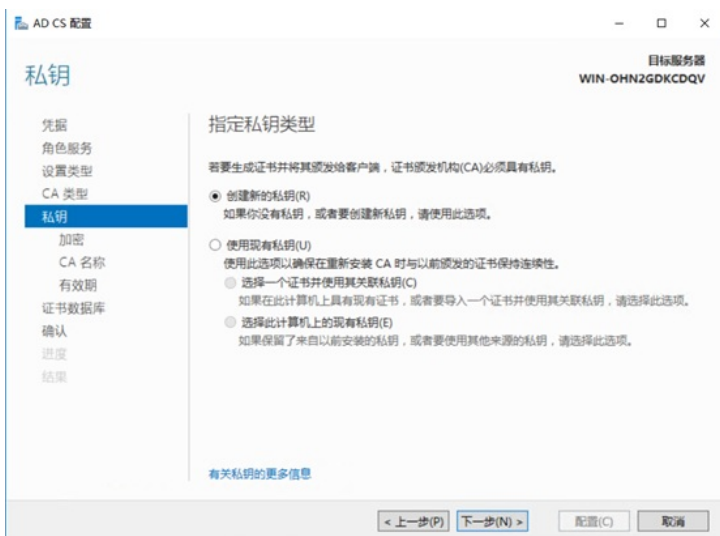 AD CS 配置
私钥
目标服务器
WIN-OHN2GDKCDQV
凭据
角色服务
设置类型
CA 类型
私钥
加密
CA 名称
有效期
证书数据库
确认
进度
结果
指定私钥类型
若要生成证书并将其颁发给客户端，证书颁发机构(CA)必须具有私钥。
创建新的私钥(R)
如果你没有私钥，或者要创建新私钥，请使用此选项。
使用现有私钥(U)
使用此选项以确保在重新安装 CA 时与以前颁发的证书保持连续性。
选择一个证书并使用其关联私钥(C)
如果在此计算机上具有现有证书，或者要导入一个证书并使用其关联私钥，请选择此选项。
选择此计算机上的现有私钥(E)
如果保留了来自以前安装的私钥，或者要使用其他来源的私钥，请选择此选项。
有关私钥的更多信息
< 上一步(P) 下一步(N) > 配置(C) 取消